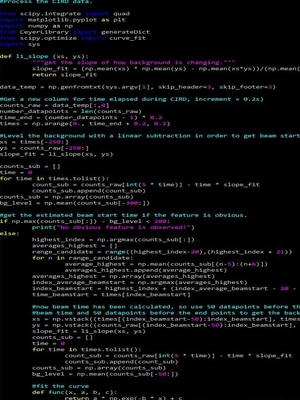 #Process the CIRD data.
from scipy.integrate import quad
import matplotlib.pyplot as plt
import numpy as np
from CeyerLibrary import generateDict
from scipy.optimize import curve_fit
import sys
def li_slope (xs, ys):
"""get the slope of how background is changing."""
slope_fit = (np.mean(xs) * np.mean(ys) - np.mean(xs*ys))/(np.mean(
return slope_fit
data_temp = np.genfromtxt(sys.argv[1], skip_header=3, skip_footer=3)
#Get a new column for time elapsed during CIRD, increment = 0.2s)
counts_raw = data_temp[:,0]
number_datapoints = len(counts_raw)
time_end = (number_datapoints - 1) * 0.2
times = np.arange(0., time_end + 0.2, 0.2)
#Level the background with a linear subtraction in order to get beam start
xs = times[-250:]
ys = counts_raw[-250:]
slope_fit = li_slope(xs, ys)
counts_sub = []
time = 0
for time in times.tolist():
count_sub = counts_raw[int(5 * time)] - time * slope_fit
counts_sub.append(count_sub)
counts_sub = np.array(counts_sub)
bg_level = np.mean(counts_sub[-300:])
#get the estimated beam start time if the feature is obvious.
if np.max(counts_sub[:]) - bg_level < 200:
print("No obvious feature is observed!")
else:
highest_index = np.argmax(counts_sub[:])
averages_highest = []
range_candidate = range((highest_index-20),(highest_index + 21))
for n in range_candidate:
average_highest = np.mean(counts_sub[(n-5):(n+5)])
averages_highest.append(average_highest)
averages_highest = np.array(averages_highest)
index_average_beamstart = np.argmax(averages_highest)
index_beamstart = highest_index + (index_average_beamstart - 20 -
time_beamstart = times[index_beamstart]
#now beam time has been calculated, so use 50 datapoints before the
#beam time and 50 datapoints before the end points to get the back
xs = np.vstack((times[(index_beamstart-50):index_beamstart], times
ys = np.vstack((counts_raw[(index_beamstart-50):index_beamstart],
slope_fit = li_slope(xs, ys)
counts_sub = []
time = 0
for time in times.tolist():
count_sub = counts_raw[int(5 * time)] - time * slope_fit
counts_sub.append(count_sub)
counts_sub = np.array(counts_sub)
bg_level = np.mean(counts_sub[-50:])
#fit the curve
def func(x, a, b, c):
return a * np.exp(-b * x) + c